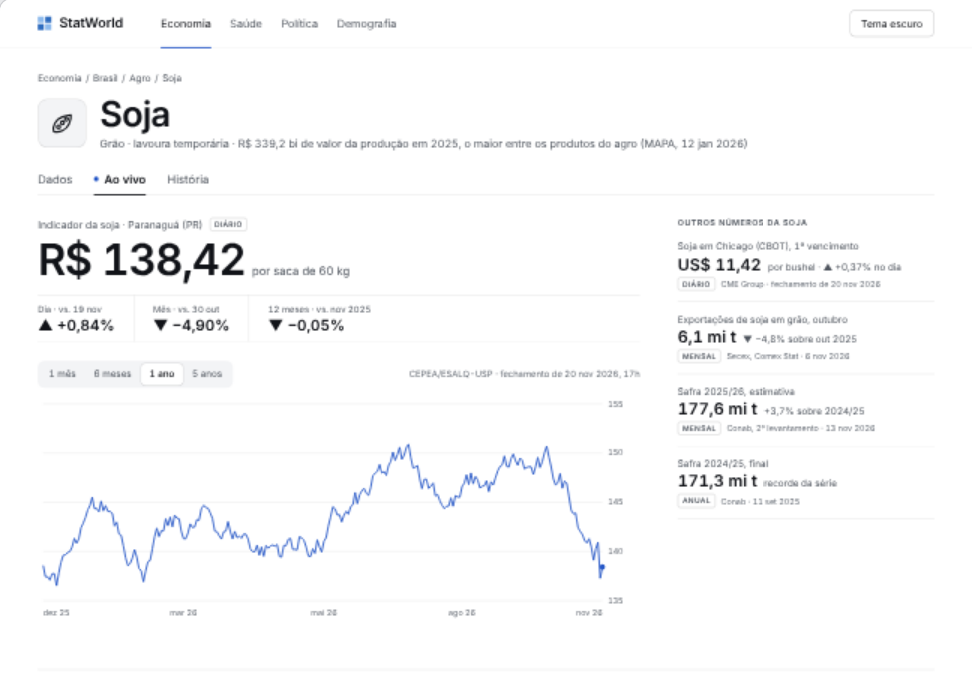 StatWorld
Economia Saúde Política Demografia
Tema escuro
Economia / Brasil / Agro / Soja
Soja
Grão · lavoura temporária · R$ 339,2 bi de valor da produção em 2025, o maior entre os produtos do agro (MAPA, 12 jan 2026)
Dados Ao vivo História
Indicador da soja · Paranaguá (PR) DIÁRIO
R$ 138,42 por saca de 60 kg
Dia · vs. 19 nov
▲ +0,84%
Mês · vs. 30 out
▼ −4,90%
12 meses · vs. nov 2025
▼ −0,05%
1 mês 6 meses 1 ano 5 anos
CEPEA/ESALQ-USP · fechamento de 20 nov 2026, 17h
155
150
145
140
135
dez 25 mar 26 mai 26 ago 26 nov 26
OUTROS NÚMEROS DA SOJA
Soja em Chicago (CBOT), 1º vencimento
US$ 11,42 por bushel · ▲ +0,37% no dia
DIÁRIO CME Group · fechamento de 20 nov 2026
Exportações de soja em grão, outubro
6,1 mi t ▼ −4,8% sobre out 2025
MENSAL Secex, Comex Stat · 6 nov 2026
Safra 2025/26, estimativa
177,6 mi t +3,7% sobre 2024/25
MENSAL Conab, 2º levantamento · 13 nov 2026
Safra 2024/25, final
171,3 mi t recorde da série
ANUAL Conab · 11 set 2025